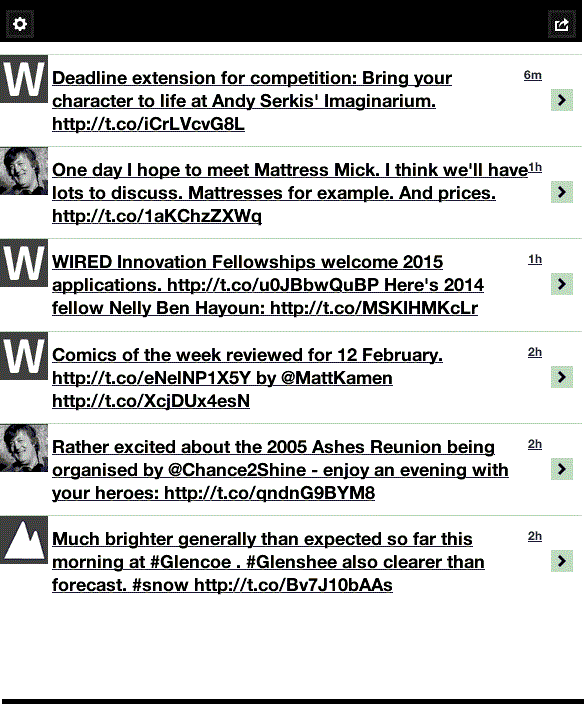 W
Deadline extension for competition: Bring your
6m
character to life at Andy Serkis' Imaginarium.
http://t.co/iCrLVcvG8L
One day I hope to meet Mattress Mick. I think we'll have
1h
lots to discuss. Mattresses for example. And prices.
http://t.co/1aKChzZXWq
W
WIRED Innovation Fellowships welcome 2015
1h
applications. http://t.co/u0JBbwQuBP Here's 2014
fellow Nelly Ben Hayoun: http://t.co/MSKIHMKcLr
W
Comics of the week reviewed for 12 February.
2h
http://t.co/eNeINP1X5Y by @MattKamen
http://t.co/XcjDUx4esN
Rather excited about the 2005 Ashes Reunion being
2h
organised by @Chance2Shine - enjoy an evening with
your heroes: http://t.co/qndnG9BYM8
Much brighter generally than expected so far this
2h
morning at #Glencoe . #Glenshee also clearer than
forecast. #snow http://t.co/Bv7J10bAAs